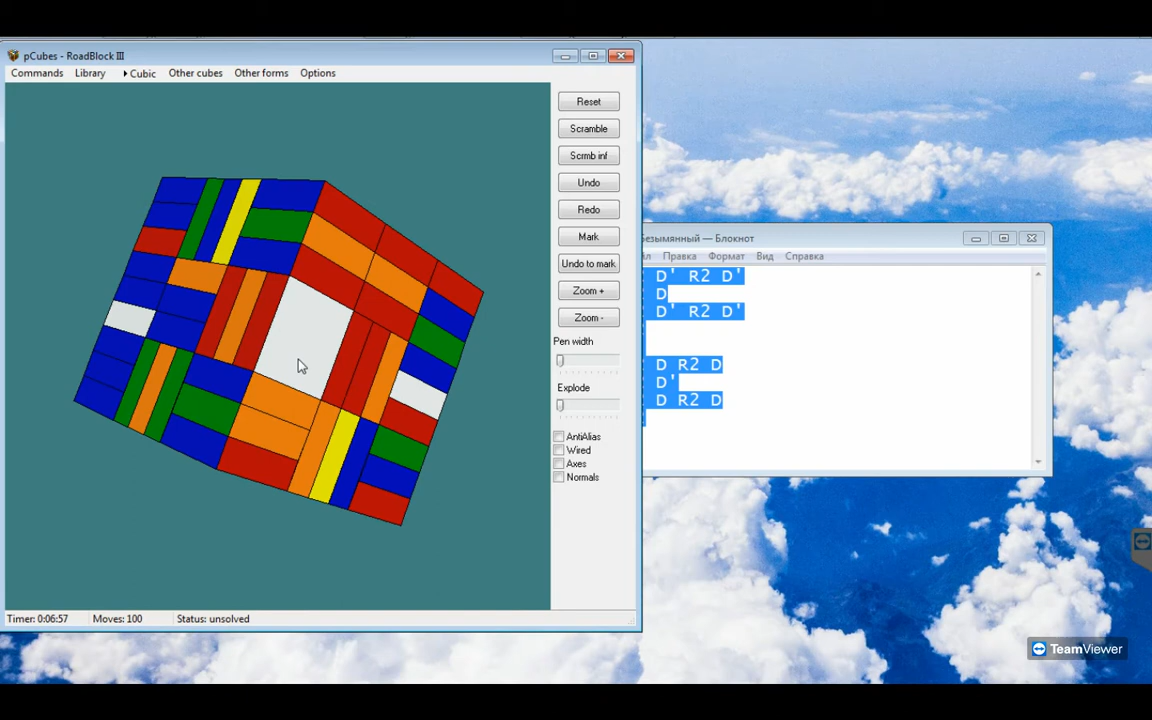 pCubes - RoadBlock III
Commands Library Cubic Other cubes Other forms Options
Reset
Scramble
Scrmb inf
Undo
Redo
Mark
Undo to mark
Zoom +
Zoom -
Pen width
Explode
AntiAlias
Wired
Axes
Normals
Timer: 0:06:57 Moves: 100 Status: unsolved
Безымянный — Блокнот
Правка Формат Вид Справка
D' R2 D'
D
D' R2 D'
D R2 D
D'
D R2 D
TeamViewer